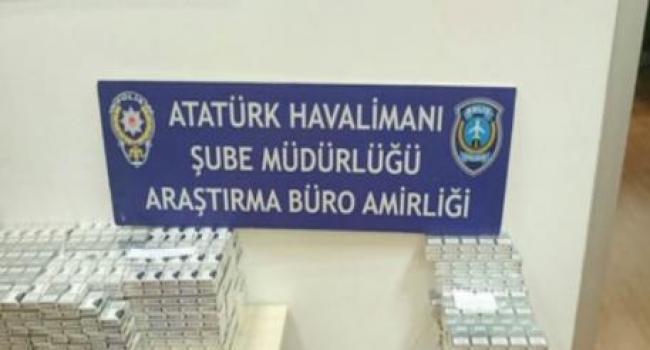 ATATÜRK HAVALİMANI
ŞUBE MÜDÜRLÜĞÜ
ARAŞTIRMA BÜRO AMİRLİĞİ